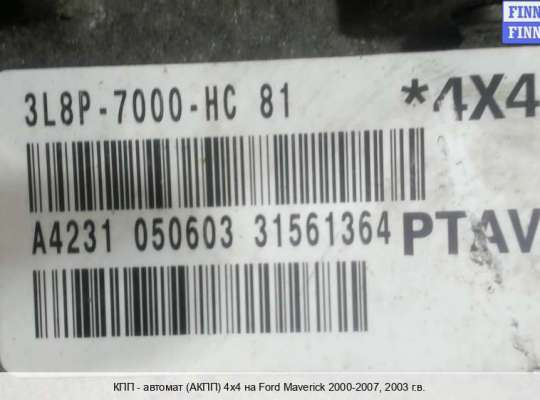 FINN
FINN
3L8P-7000-HC 81 *4X4
A4231 050603 31561364 PTAV
КПП - автомат (АКПП) 4x4 на Ford Maverick 2000-2007, 2003 г.в.